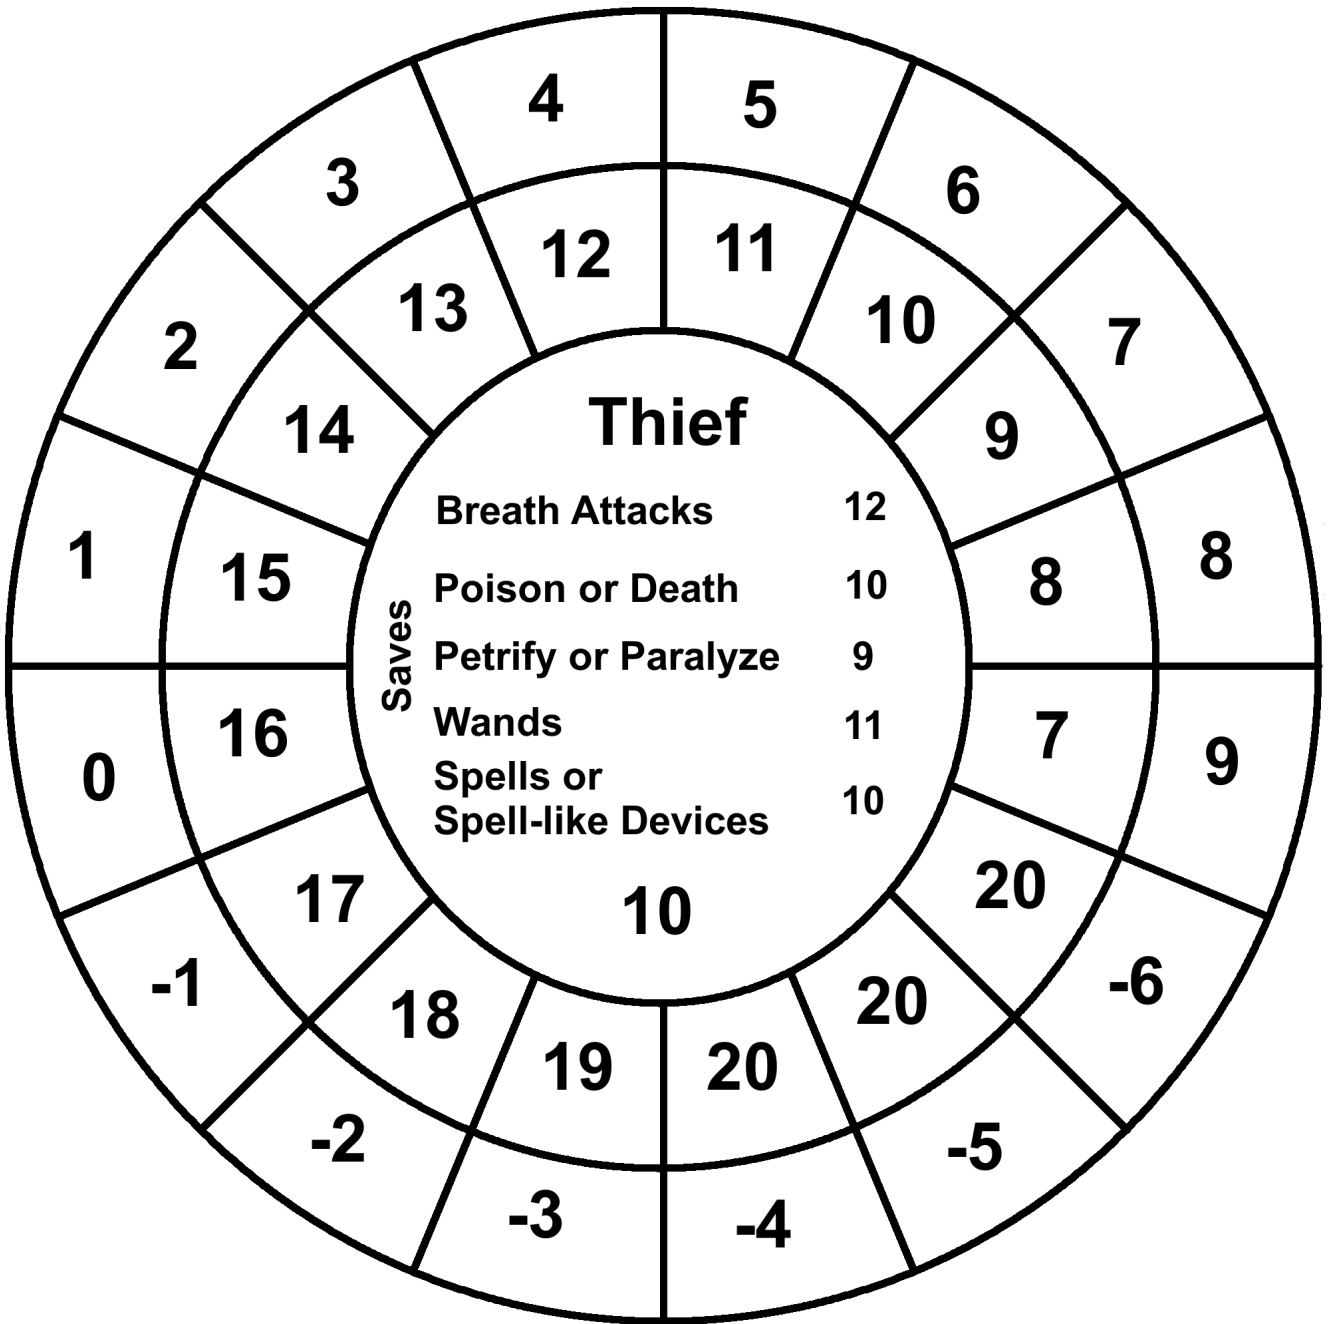 4 5
3 6
12 11
2 13 10 7
14 9
Thief
Breath Attacks 12
1 15 8 8
Poison or Death 10
Saves
Petrify or Paralyze 9
Wands 11
0 16 7 9
Spells or
Spell-like Devices 10
17 20
10
-1 -6
18 20
19 20
-2 -5
-3 -4